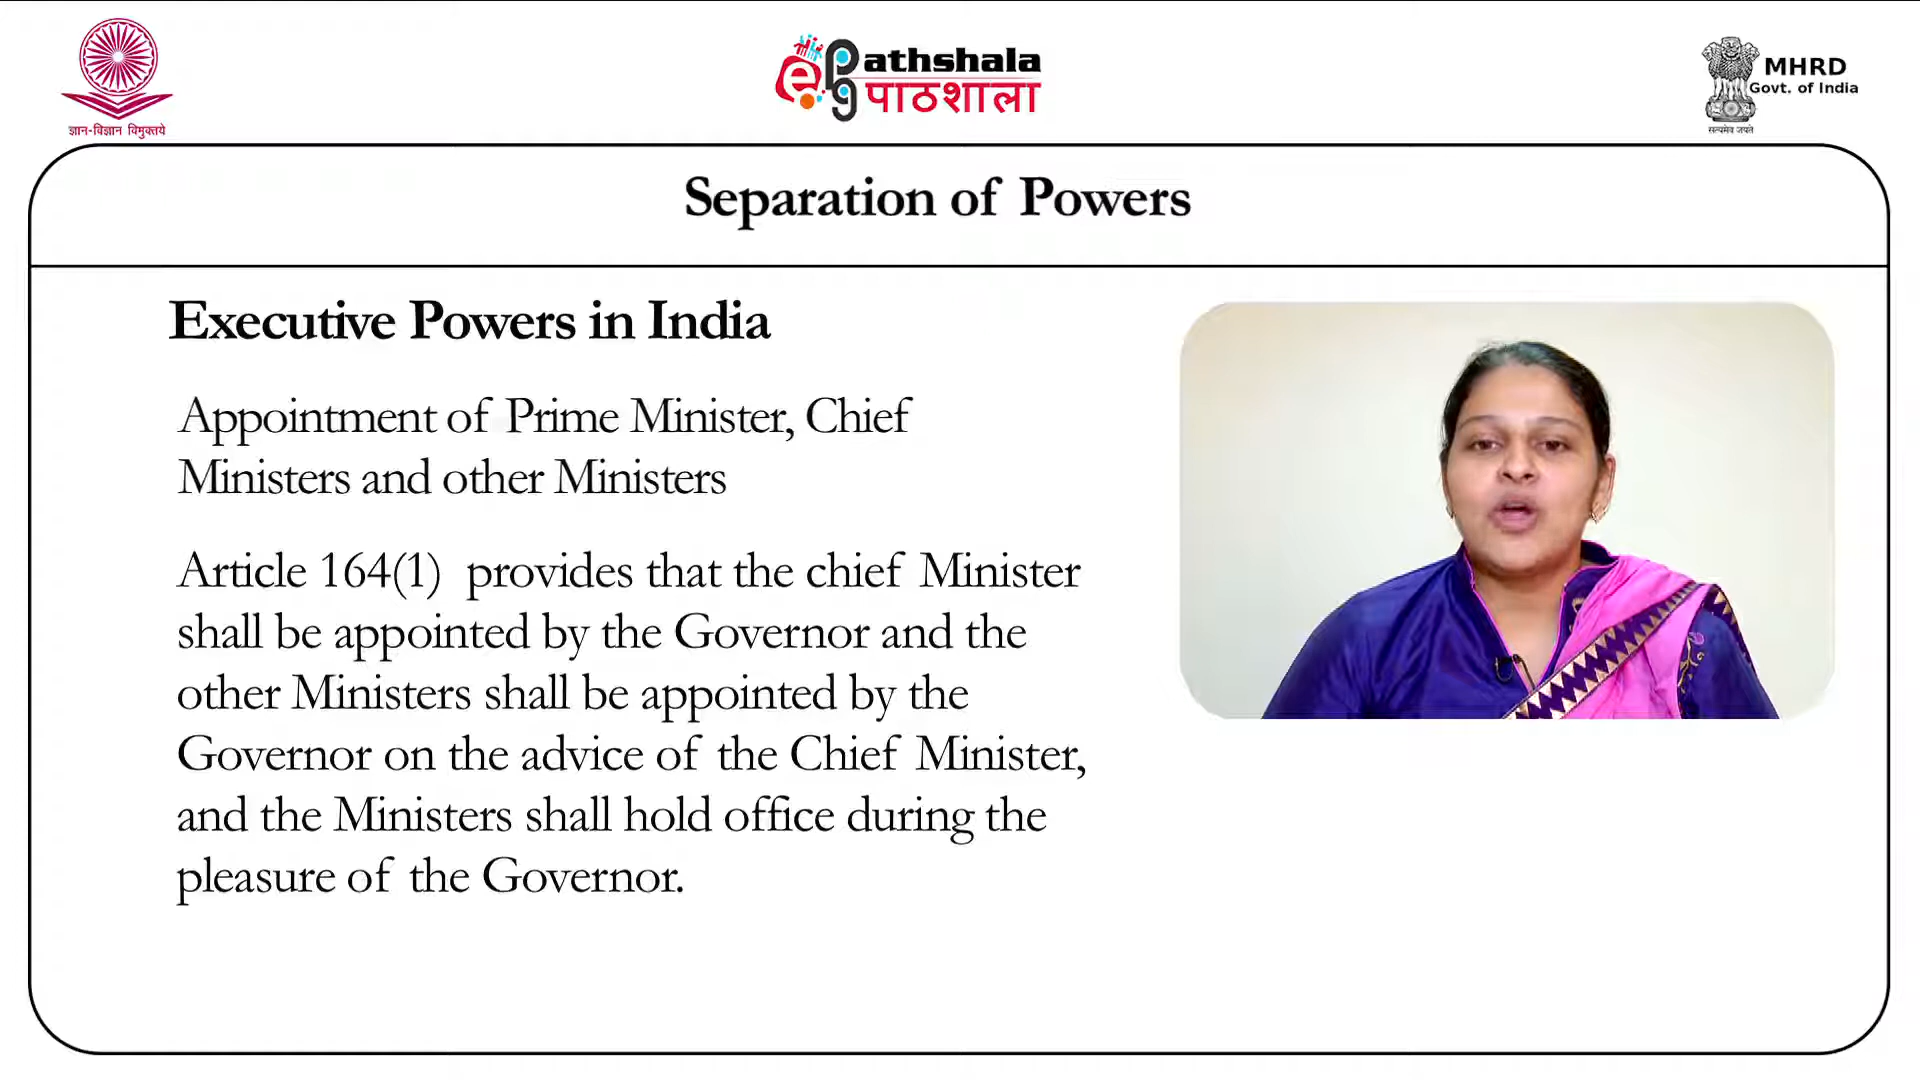 ज्ञान-विज्ञान विमुक्तये
e Pg athshala
पाठशाला
MHRD
Govt. of India
सत्यमेव जयते
Separation of Powers
Executive Powers in India
Appointment of Prime Minister, Chief
Ministers and other Ministers
Article 164(1) provides that the chief Minister
shall be appointed by the Governor and the
other Ministers shall be appointed by the
Governor on the advice of the Chief Minister,
and the Ministers shall hold office during the
pleasure of the Governor.